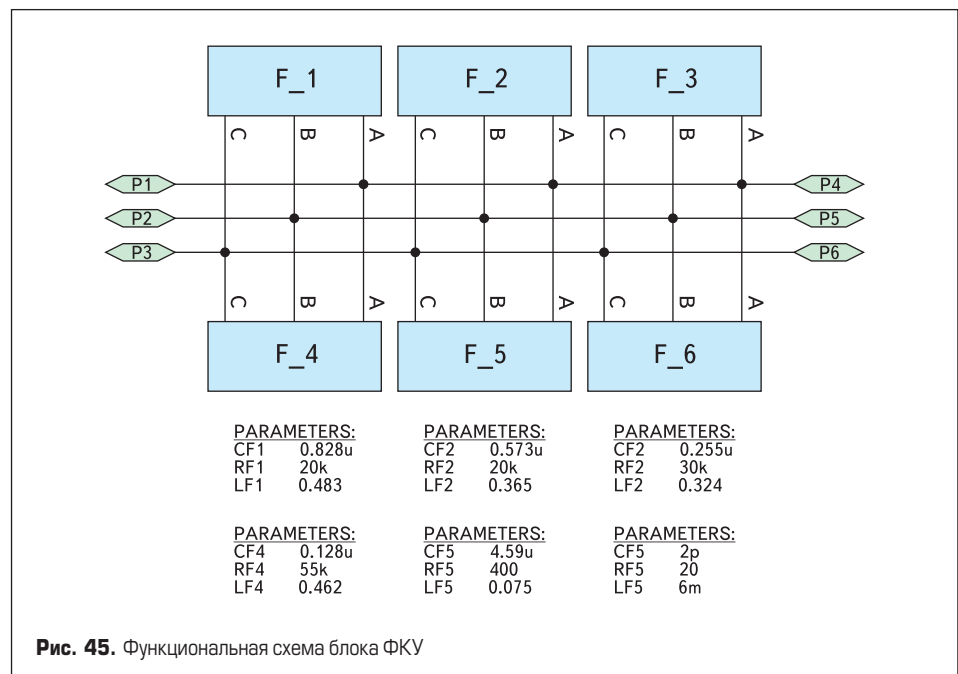 F_1 F_2 F_3
C B A C B A C B A
P1 P4
P2 P5
P3 P6
C B A C B A C B A
F_4 F_5 F_6
PARAMETERS: PARAMETERS: PARAMETERS:
CF1 0.828u CF2 0.573u CF2 0.255u
RF1 20k RF2 20k RF2 30k
LF1 0.483 LF2 0.365 LF2 0.324
PARAMETERS: PARAMETERS: PARAMETERS:
CF4 0.128u CF5 4.59u CF5 2p
RF4 55k RF5 400 RF5 20
LF4 0.462 LF5 0.075 LF5 6m
Рис. 45. Функциональная схема блока ФКУ